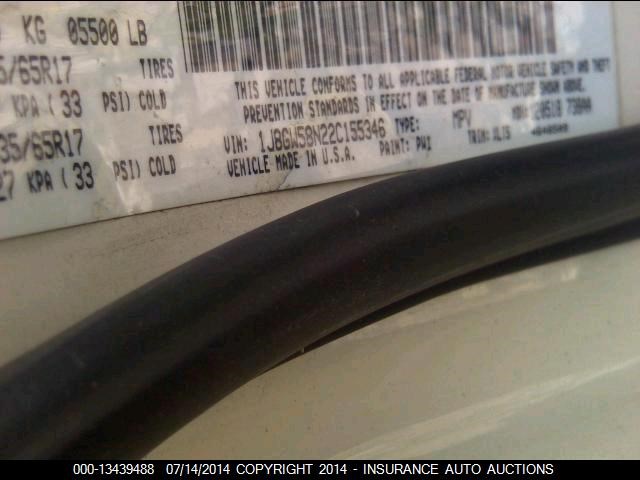 KG 05500 LB
/65R17 TIRES
KPA ( 33 PSI) COLD
35/65R17 TIRES
27 KPA ( 33 PSI) COLD
THIS VEHICLE CONFORMS TO ALL APPLICABLE FEDERAL MOTOR VEHICLE SAFETY AND THEFT
PREVENTION STANDARDS IN EFFECT ON THE DATE OF MANUFACTURE SHOWN ABOVE.
VIN: 1J8GW58N22C155346 TYPE: MPV
VEHICLE MADE IN U.S.A. PAINT: PW1 TRIM:
000-13439488 07/14/2014 COPYRIGHT 2014 - INSURANCE AUTO AUCTIONS